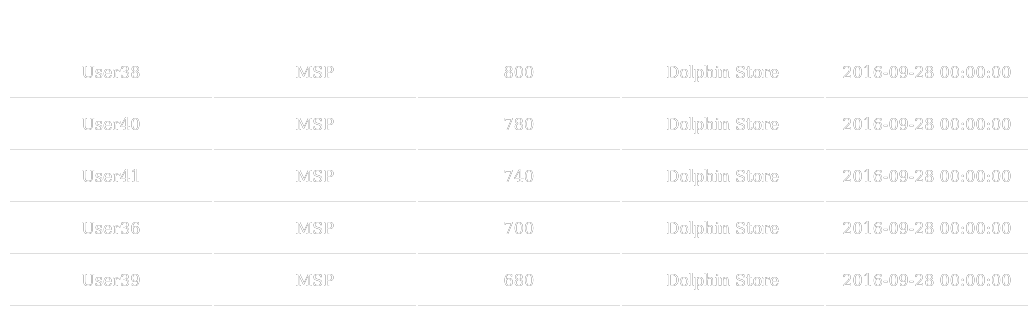 User38 MSP 800 Dolphin Store 2016-09-28 00:00:00
User40 MSP 780 Dolphin Store 2016-09-28 00:00:00
User41 MSP 740 Dolphin Store 2016-09-28 00:00:00
User36 MSP 700 Dolphin Store 2016-09-28 00:00:00
User39 MSP 680 Dolphin Store 2016-09-28 00:00:00